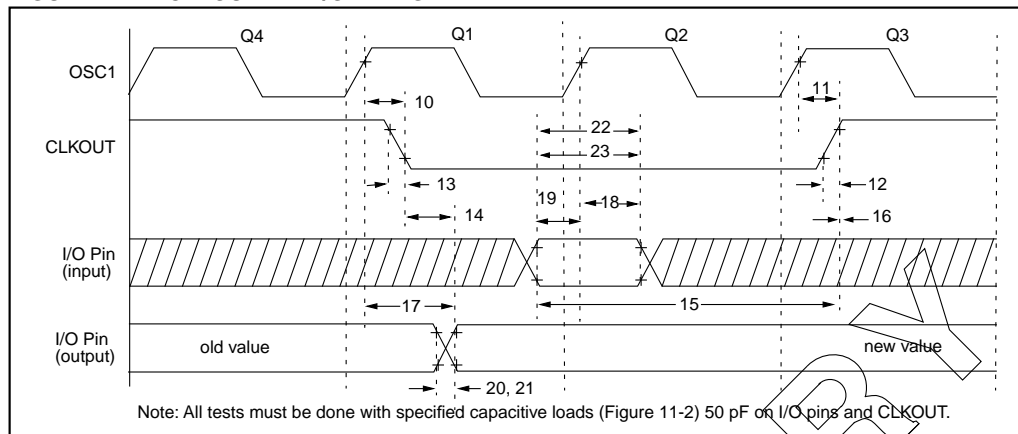 Q4 Q1 Q2 Q3
OSC1
11
10
22
CLKOUT
23
13
12
19
18
14
16
I/O Pin
(input)
17
15
I/O Pin
(output)
old value
new value
20, 21
Note: All tests must be done with specified capacitive loads (Figure 11-2) 50 pF on I/O pins and CLKOUT.
R Y
B